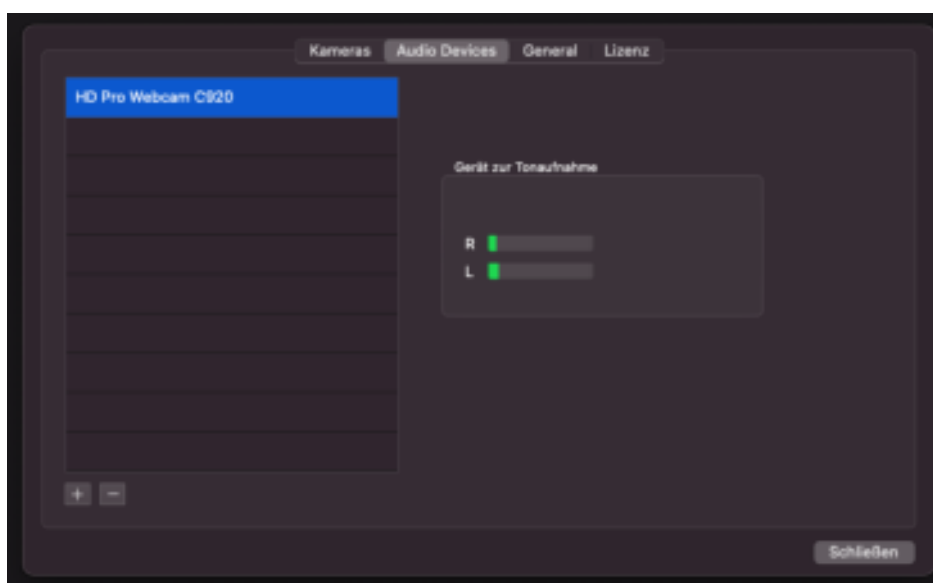 Kameras Audio Devices General Lizenz
HD Pro Webcam C920
Gerät zur Tonaufnahme
R
L
+ −
Schließen